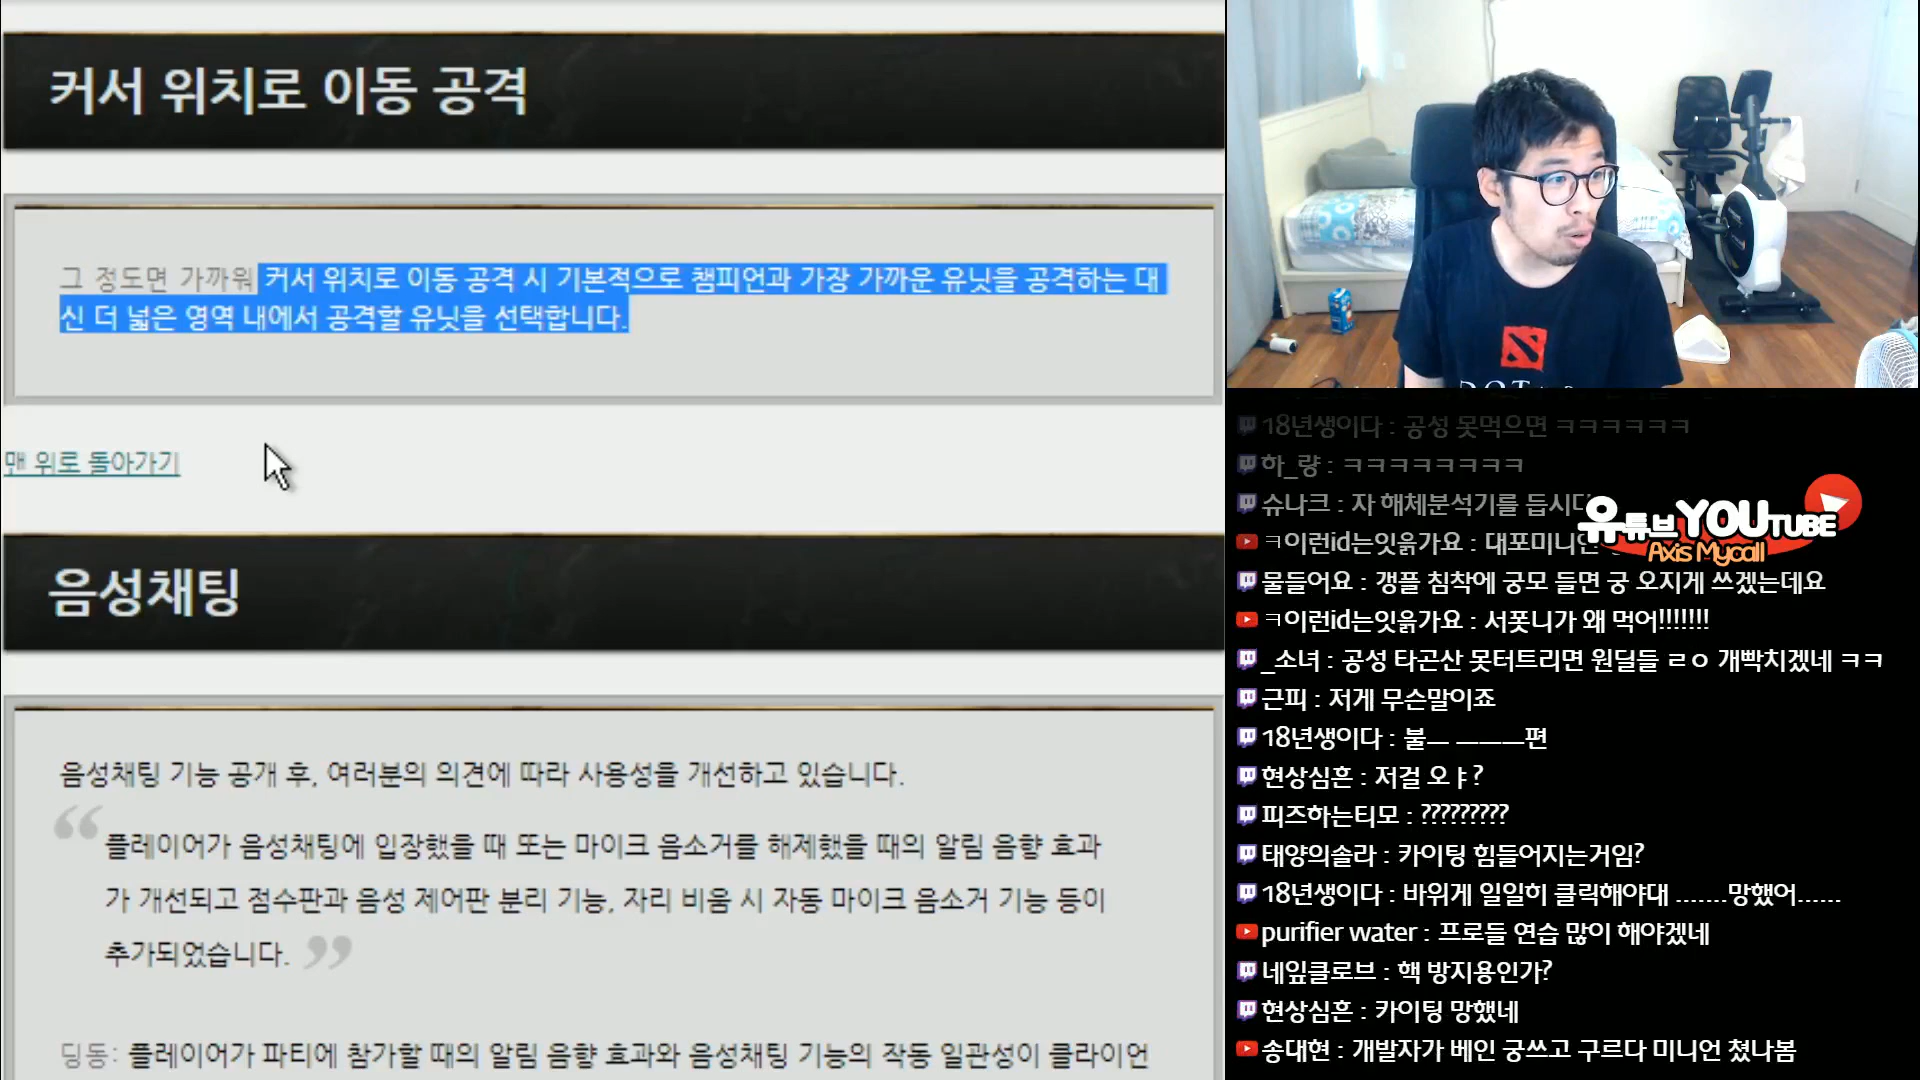 커서 위치로 이동 공격
그 정도면 가까워 커서 위치로 이동 공격 시 기본적으로 챔피언과 가장 가까운 유닛을 공격하는 대
신 더 넓은 영역 내에서 공격할 유닛을 선택합니다.
맨 위로 돌아가기
음성채팅
음성채팅 기능 공개 후, 여러분의 의견에 따라 사용성을 개선하고 있습니다.
“
플레이어가 음성채팅에 입장했을 때 또는 마이크 음소거를 해제했을 때의 알림 음향 효과
가 개선되고 점수판과 음성 제어판 분리 기능, 자리 비움 시 자동 마이크 음소거 기능 등이
추가되었습니다. ”
딩동: 플레이어가 파티에 참가할 때의 알림 음향 효과와 음성채팅 기능의 작동 일관성이 클라이언
18년생이다 : 공성 못먹으면 ㅋㅋㅋㅋㅋㅋ
하_량 : ㅋㅋㅋㅋㅋㅋㅋㅋ
슈나크 : 자 해체분석기를 듭시다
ㅋ이런id는잇읅가요 : 대포미니언
유튜브 YOUTUBE
Axis Mycall
물들어요 : 갱플 침착에 궁모 들면 궁 오지게 쓰겠는데요
ㅋ이런id는잇읅가요 : 서폿니가 왜 먹어!!!!!!!
_소녀 : 공성 타곤산 못터트리면 원딜들 ㄹㅇ 개빡치겠네 ㅋㅋ
근피 : 저게 무슨말이죠
18년생이다 : 불ㅡ ㅡㅡㅡ편
현상심흔 : 저걸 오ㅑ?
피즈하는티모 : ?????????
태양의솔라 : 카이팅 힘들어지는거임?
18년생이다 : 바위게 일일히 클릭해야대 .......망했어......
purifier water : 프로들 연습 많이 해야겠네
네잎클로브 : 핵 방지용인가?
현상심흔 : 카이팅 망했네
송대현 : 개발자가 베인 궁쓰고 구르다 미니언 쳤나봄